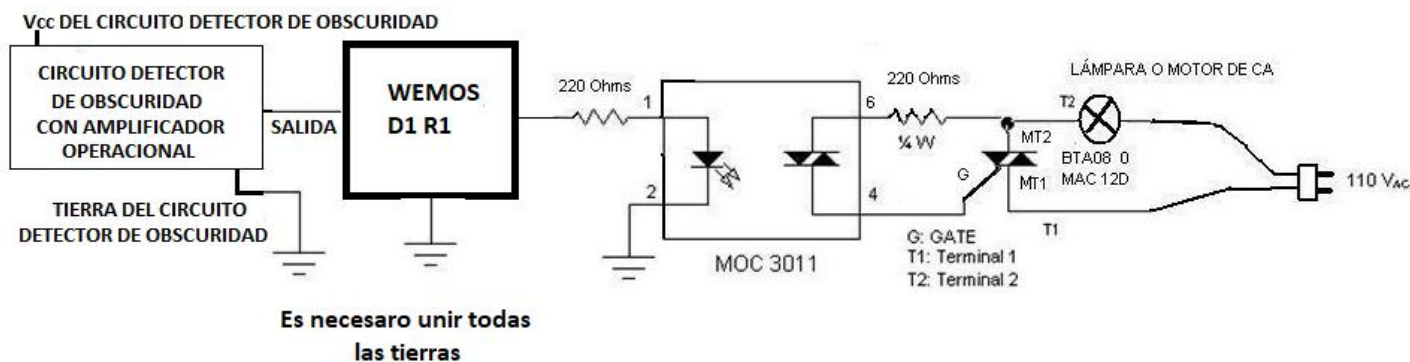 Vcc DEL CIRCUITO DETECTOR DE OBSCURIDAD
CIRCUITO DETECTOR
DE OBSCURIDAD
CON AMPLIFICADOR
OPERACIONAL
SALIDA
TIERRA DEL CIRCUITO
DETECTOR DE OBSCURIDAD
WEMOS
D1 R1
Es necesaro unir todas
las tierras
220 Ohms
1
2
6
4
MOC 3011
220 Ohms
¼ W
G
MT2
MT1
T2
T1
LÁMPARA O MOTOR DE CA
BTA08 0
MAC 12D
110 VAC
G: GATE
T1: Terminal 1
T2: Terminal 2